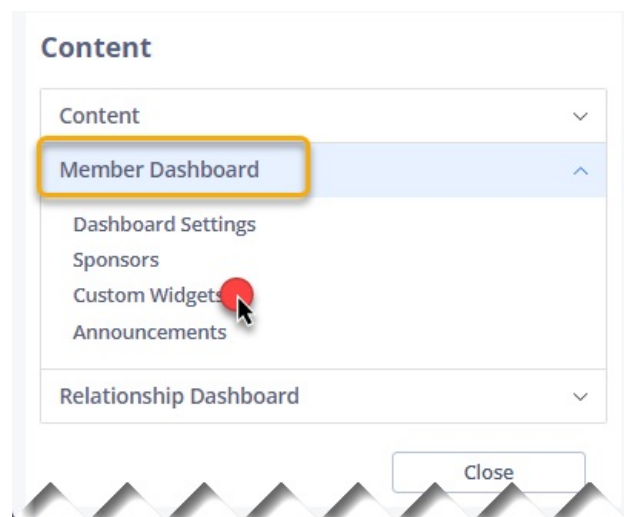 Content
Content
Member Dashboard
Dashboard Settings
Sponsors
Custom Widgets
Announcements
Relationship Dashboard
Close